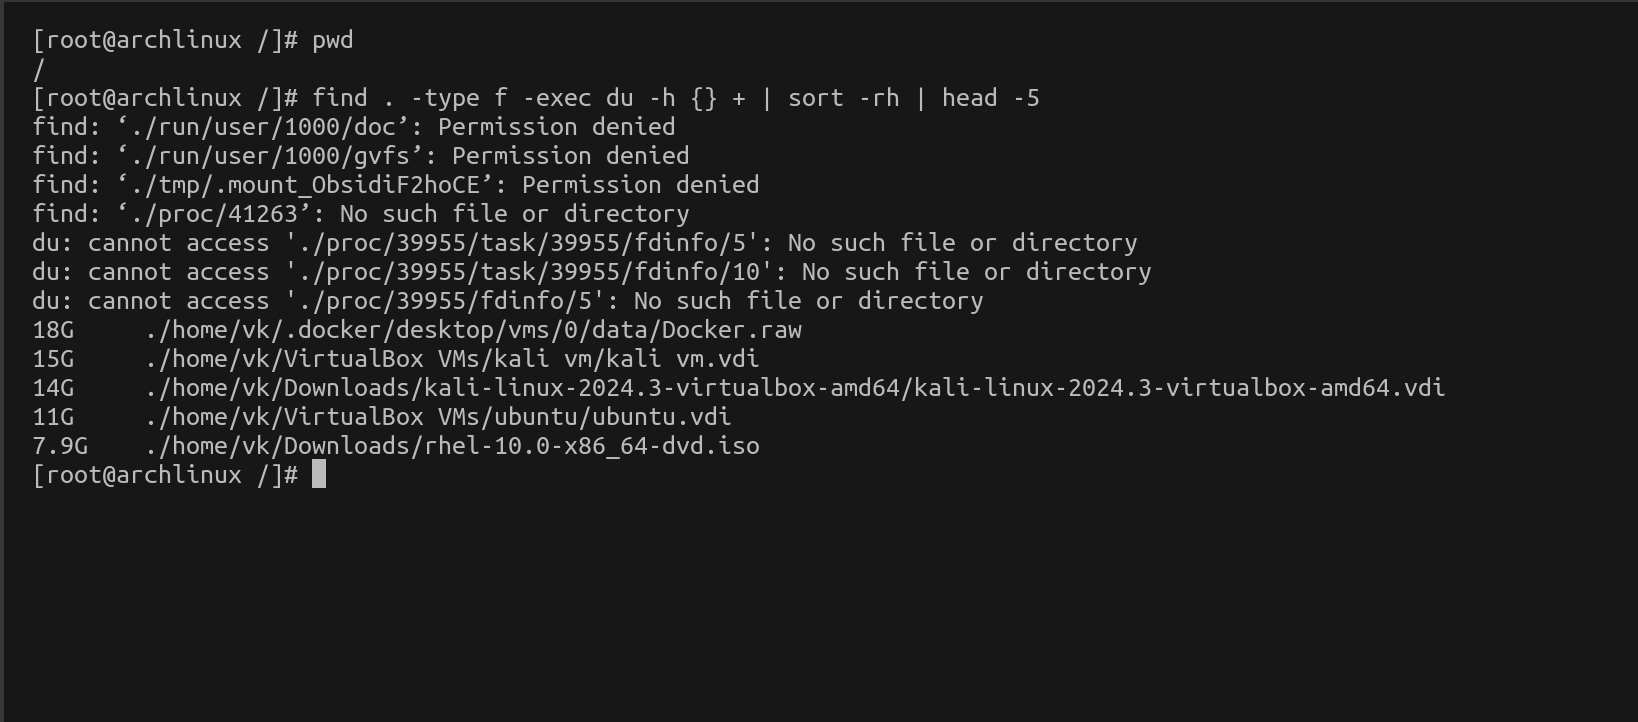 [root@archlinux /]# pwd
/
[root@archlinux /]# find . -type f -exec du -h {} + | sort -rh | head -5
find: ‘./run/user/1000/doc’: Permission denied
find: ‘./run/user/1000/gvfs’: Permission denied
find: ‘./tmp/.mount_ObsidiF2hoCE’: Permission denied
find: ‘./proc/41263’: No such file or directory
du: cannot access './proc/39955/task/39955/fdinfo/5': No such file or directory
du: cannot access './proc/39955/task/39955/fdinfo/10': No such file or directory
du: cannot access './proc/39955/fdinfo/5': No such file or directory
18G     ./home/vk/.docker/desktop/vms/0/data/Docker.raw
15G     ./home/vk/VirtualBox VMs/kali vm/kali vm.vdi
14G     ./home/vk/Downloads/kali-linux-2024.3-virtualbox-amd64/kali-linux-2024.3-virtualbox-amd64.vdi
11G     ./home/vk/VirtualBox VMs/ubuntu/ubuntu.vdi
7.9G    ./home/vk/Downloads/rhel-10.0-x86_64-dvd.iso
[root@archlinux /]#